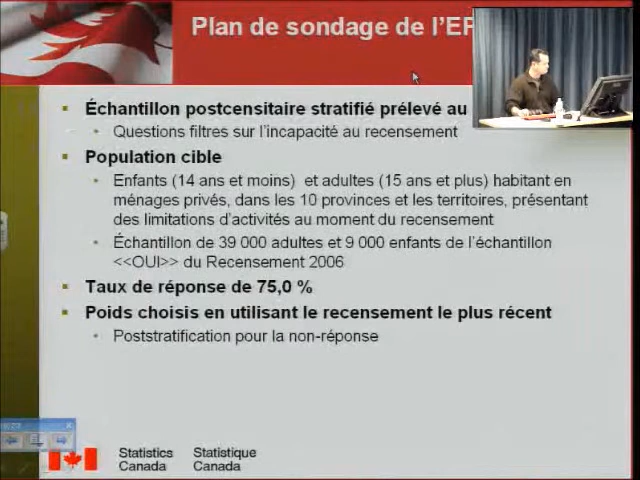 Plan de sondage de l'EP
Échantillon postcensitaire stratifié prélevé au
Questions filtres sur l'incapacité au recensement
Population cible
Enfants (14 ans et moins) et adultes (15 ans et plus) habitant en
ménages privés, dans les 10 provinces et les territoires, présentant
des limitations d'activités au moment du recensement
Échantillon de 39 000 adultes et 9 000 enfants de l'échantillon
<<OUI>> du Recensement 2006
Taux de réponse de 75,0 %
Poids choisis en utilisant le recensement le plus récent
Poststratification pour la non-réponse
Statistics Statistique
Canada Canada